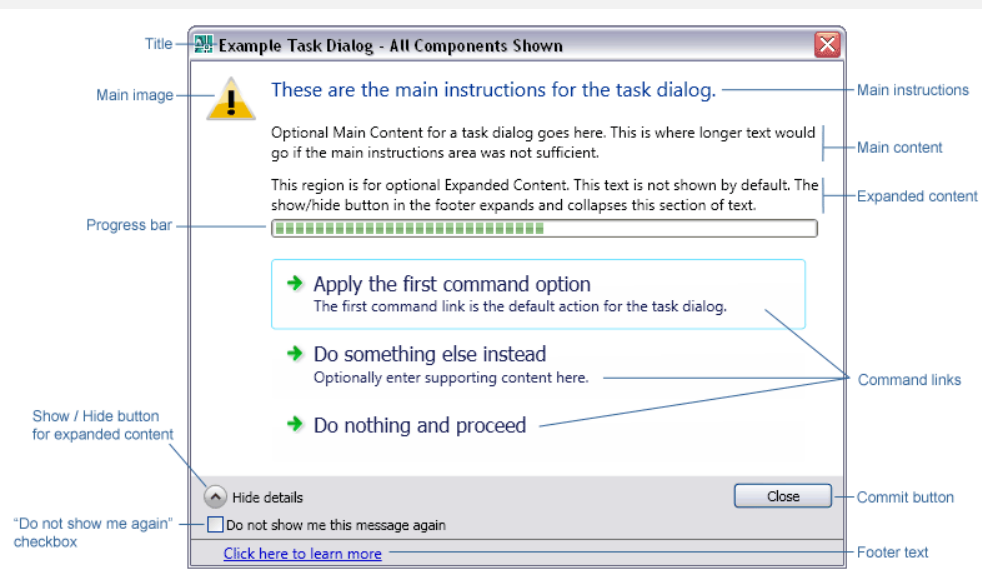 Title
Example Task Dialog - All Components Shown
Main image
These are the main instructions for the task dialog.
Main instructions
Optional Main Content for a task dialog goes here. This is where longer text would
go if the main instructions area was not sufficient.
Main content
This region is for optional Expanded Content. This text is not shown by default. The
show/hide button in the footer expands and collapses this section of text.
Expanded content
Progress bar
Apply the first command option
The first command link is the default action for the task dialog.
Do something else instead
Optionally enter supporting content here.
Command links
Do nothing and proceed
Show / Hide button
for expanded content
Hide details
Close
Commit button
"Do not show me again"
checkbox
Do not show me this message again
Click here to learn more
Footer text